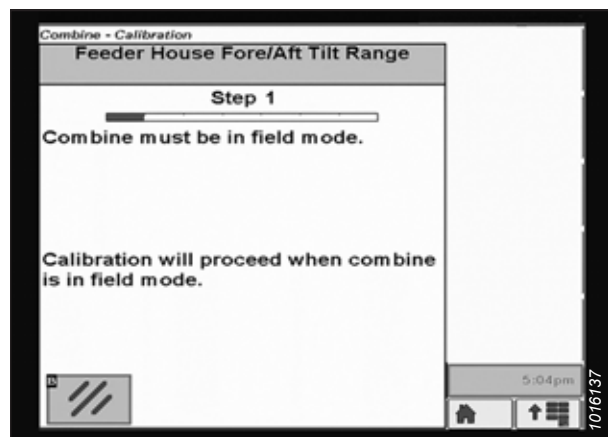 Combine - Calibration
Feeder House Fore/Aft Tilt Range
Step 1
Combine must be in field mode.
Calibration will proceed when combine
is in field mode.
5:04pm
1016137